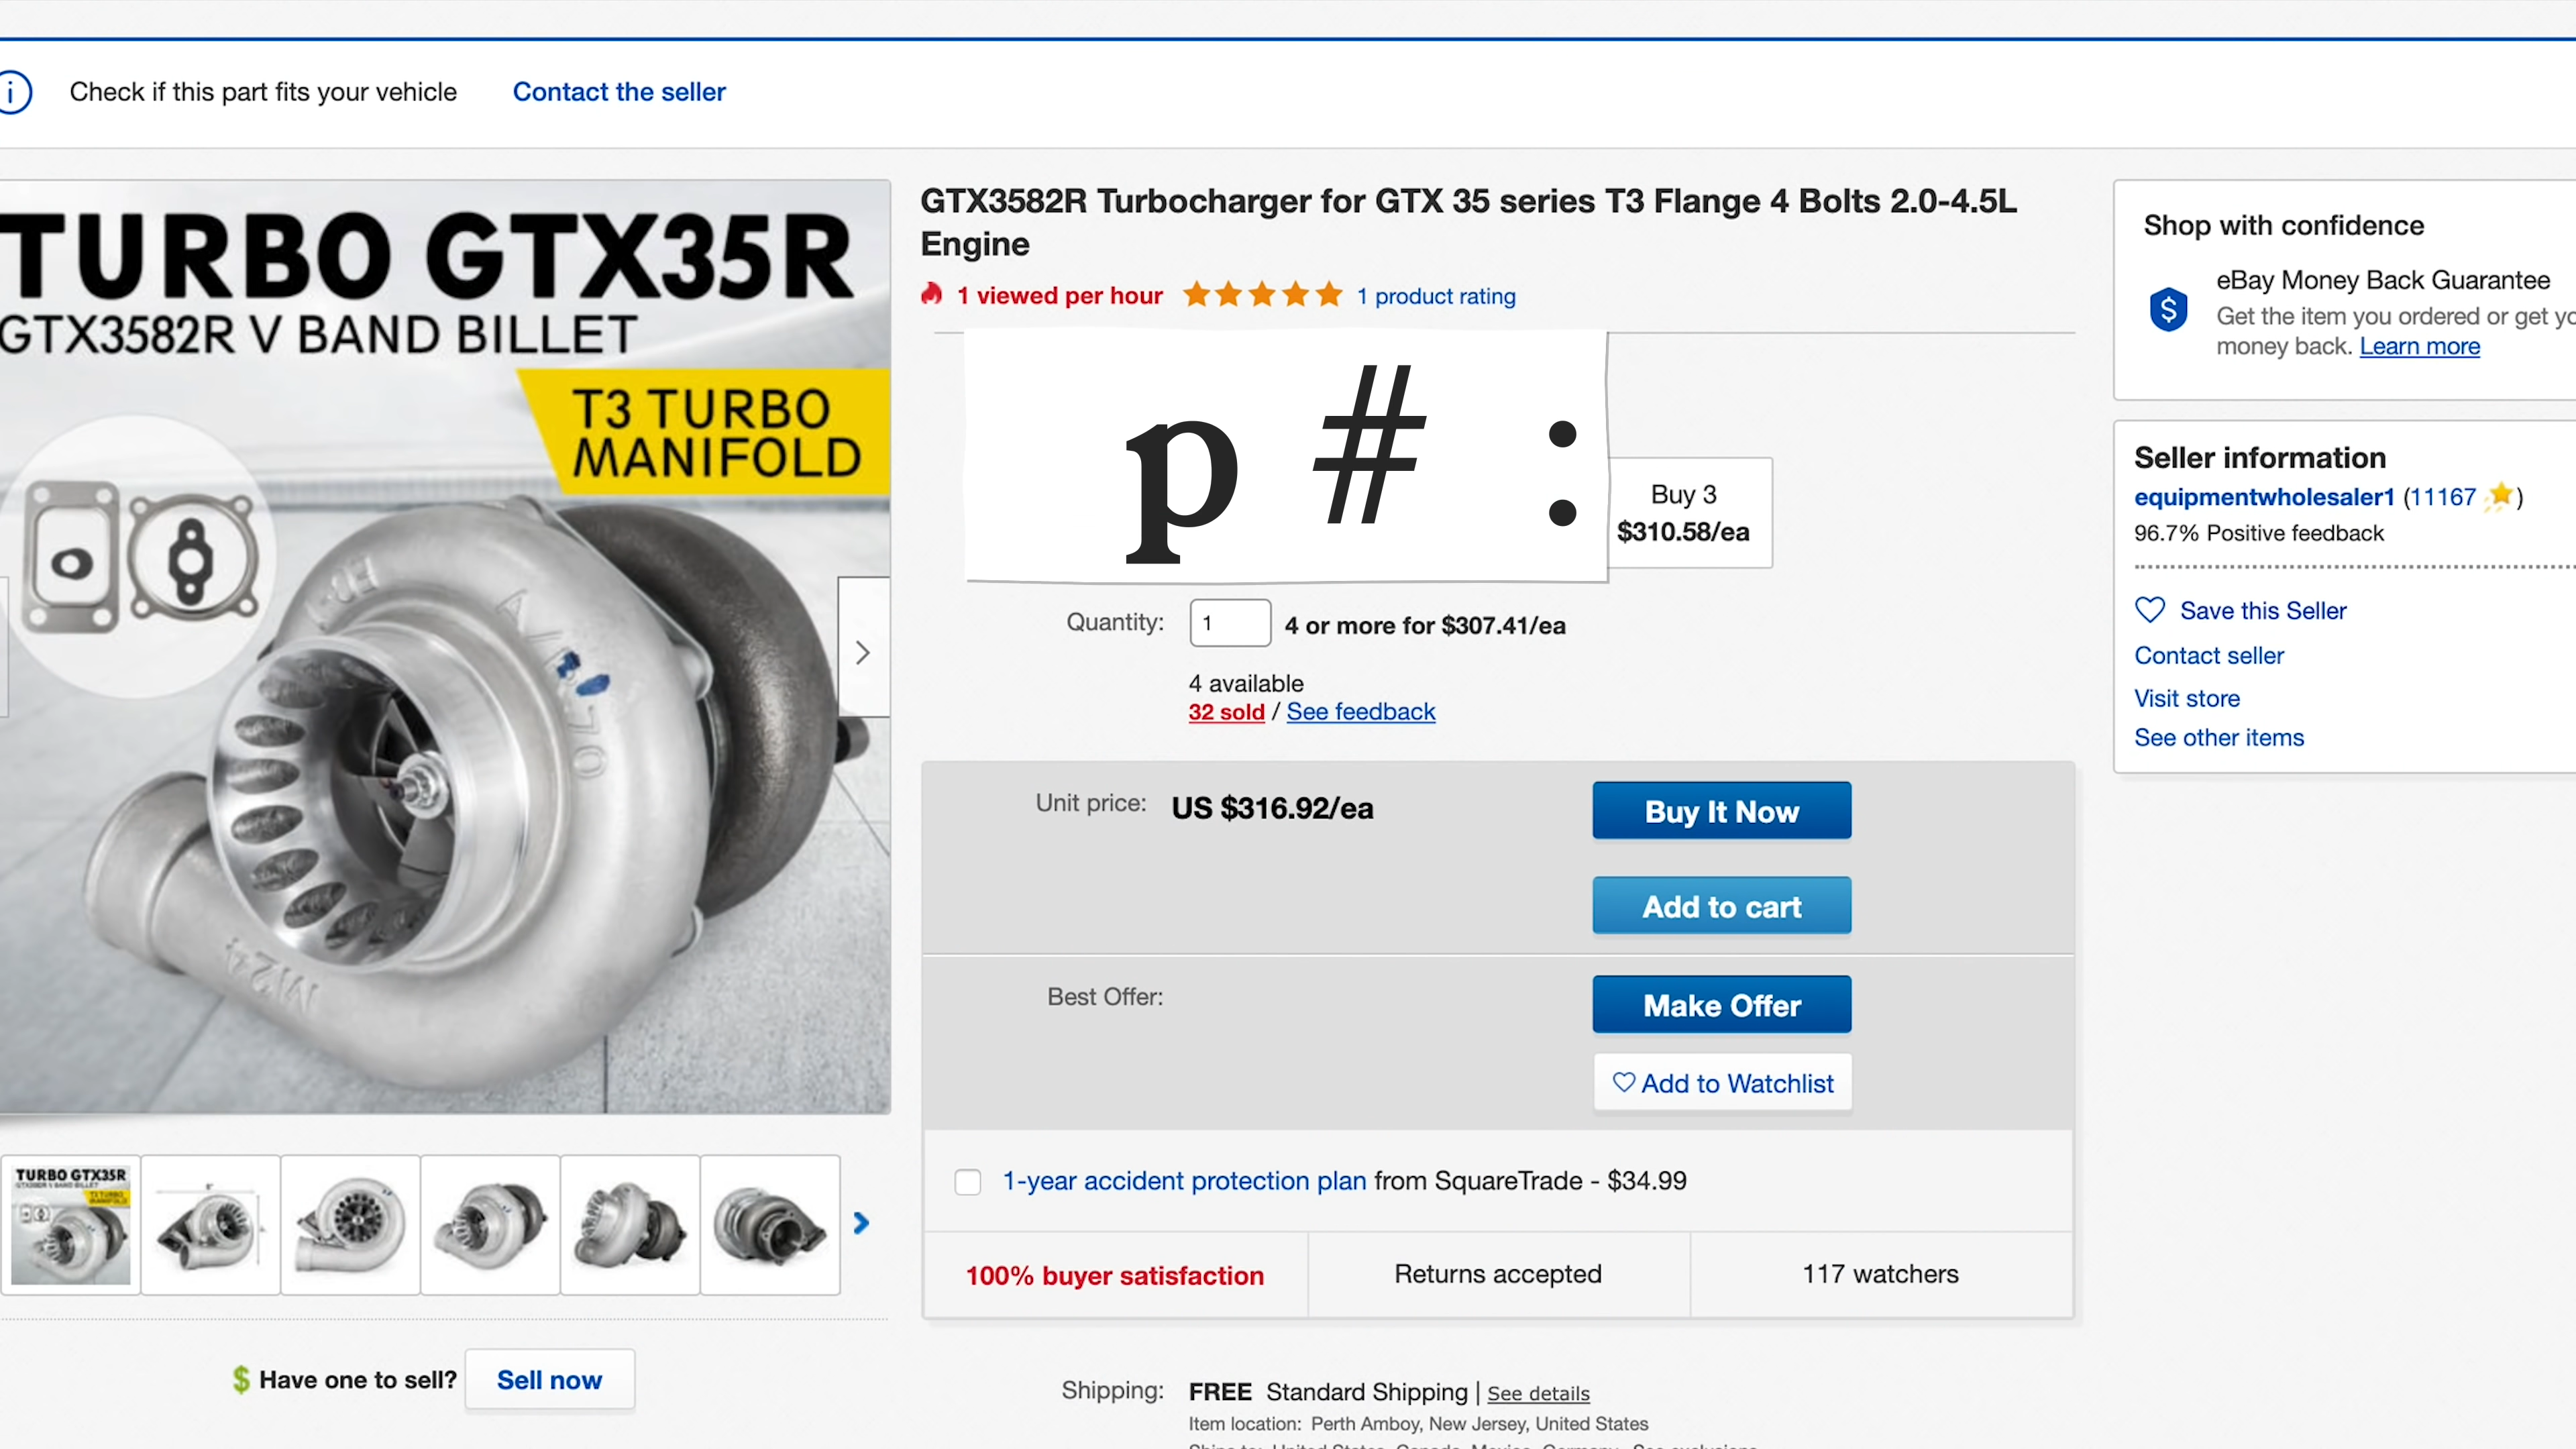 Check if this part fits your vehicle
Contact the seller
TURBO GTX35R
GTX3582R V BAND BILLET
T3 TURBO
MANIFOLD
A/R
.70
GTX3582R Turbocharger for GTX 35 series T3 Flange 4 Bolts 2.0-4.5L
Engine
1 viewed per hour
1 product rating
p # :
Buy 3
$310.58/ea
Quantity:
1
4 or more for $307.41/ea
4 available
32 sold / See feedback
Unit price:
US $316.92/ea
Buy It Now
Add to cart
Best Offer:
Make Offer
Add to Watchlist
1-year accident protection plan from SquareTrade - $34.99
100% buyer satisfaction
Returns accepted
117 watchers
Shipping:
FREE Standard Shipping | See details
Item location: Perth Amboy, New Jersey, United States
Shop with confidence
eBay Money Back Guarantee
Get the item you ordered or get yo
money back. Learn more
Seller information
equipmentwholesaler1 (11167)
96.7% Positive feedback
Save this Seller
Contact seller
Visit store
See other items
TURBO GTX35R
$ Have one to sell?
Sell now